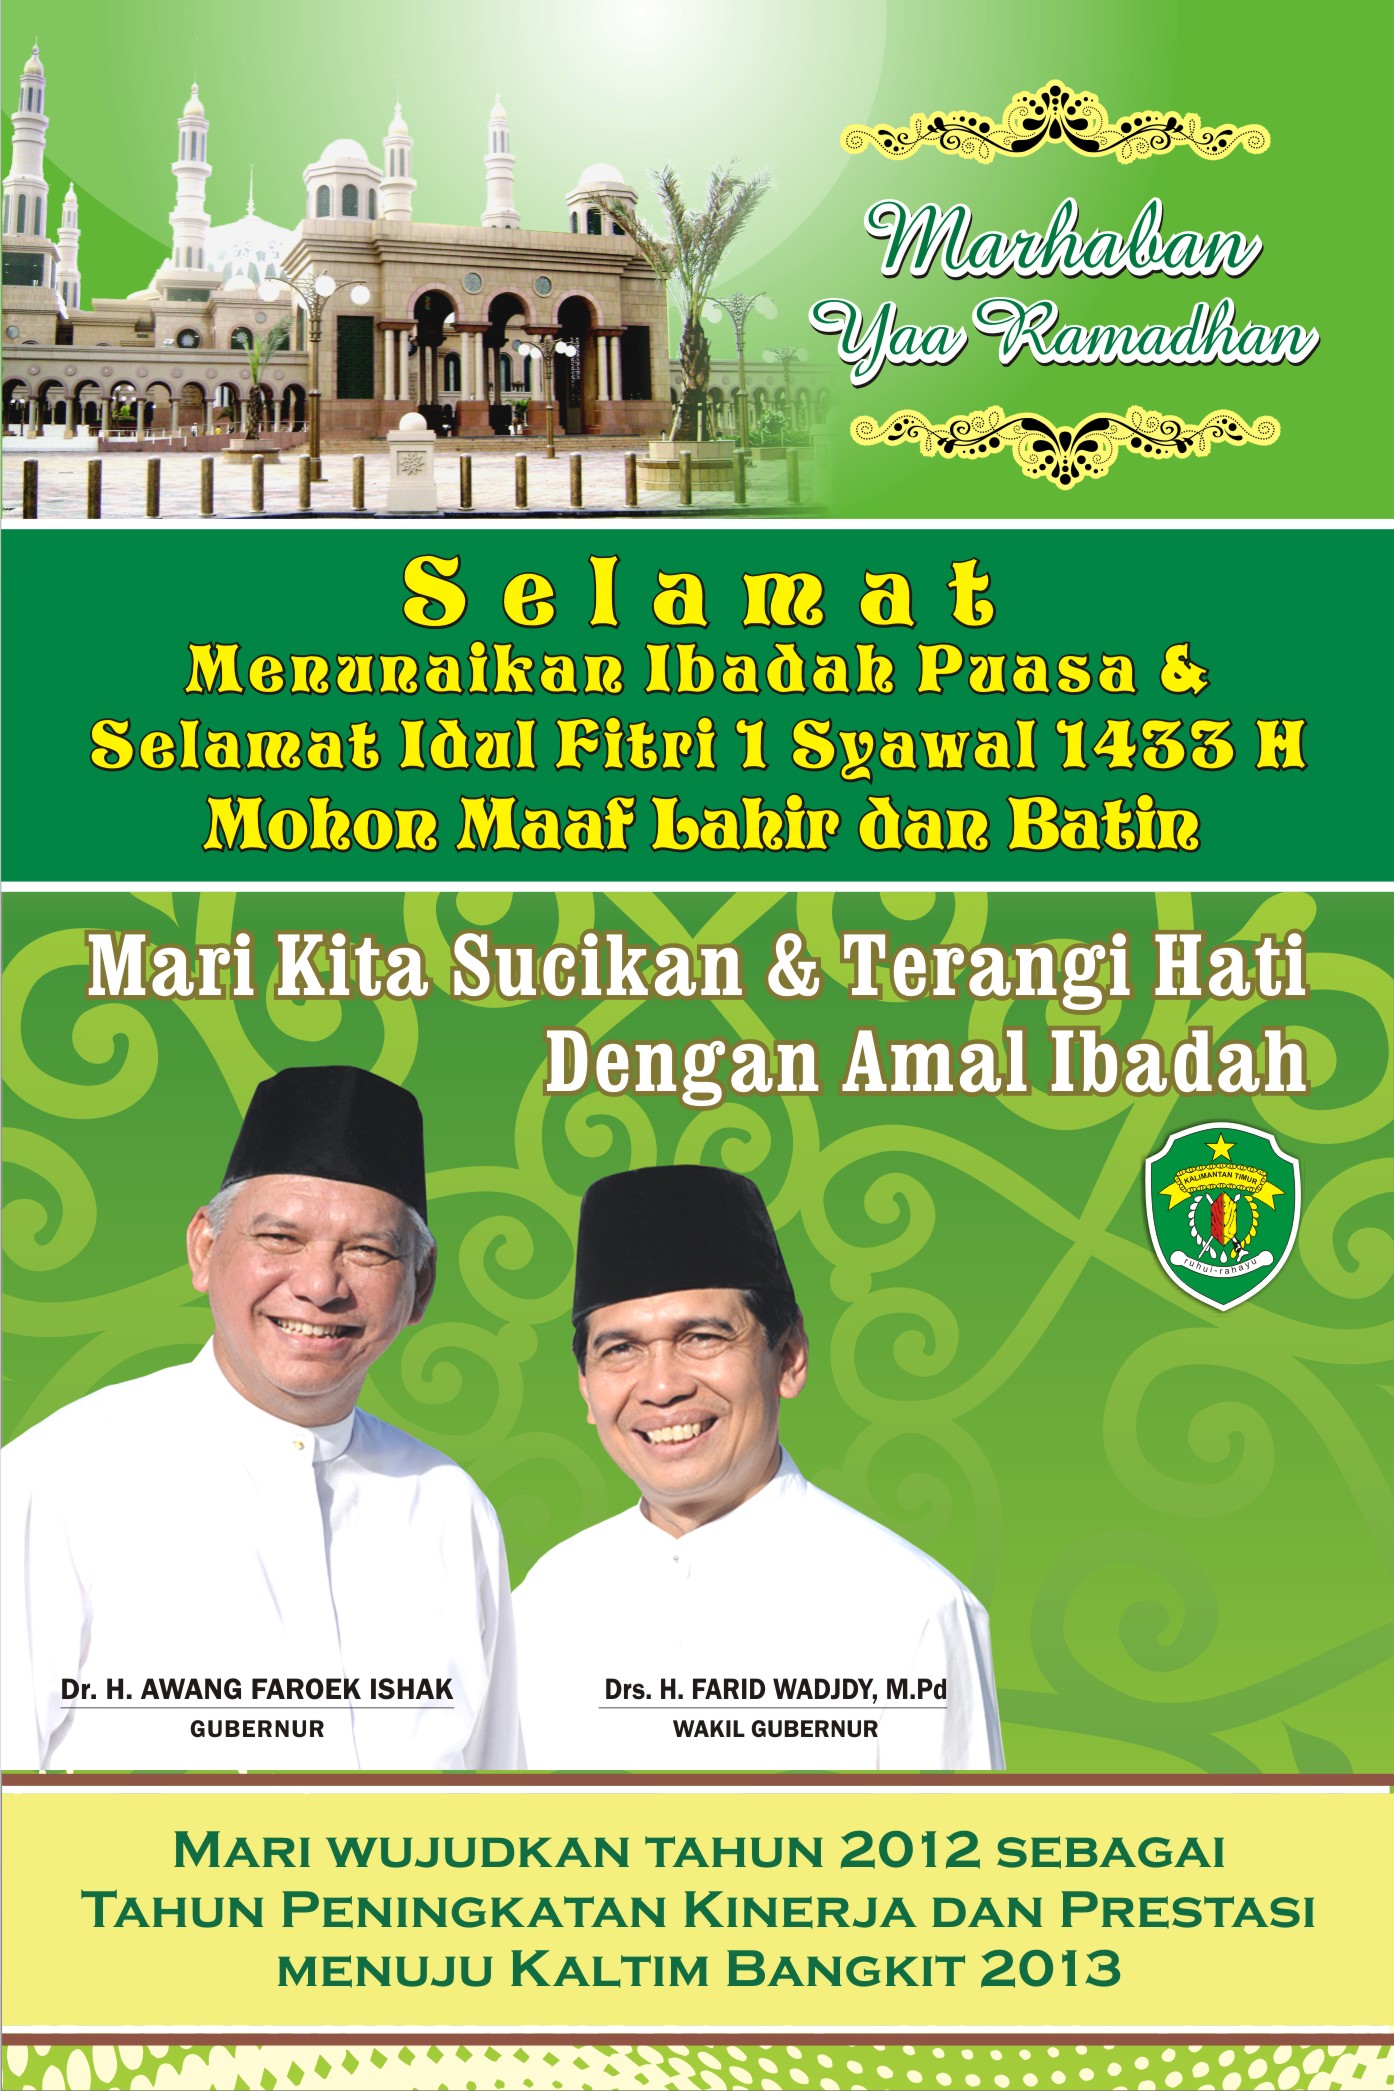 Marhaban
Yaa Ramadhan
Selamat
Menunaikan Ibadah Puasa &
Selamat Idul Fitri 1 Syawal 1433 H
Mohon Maaf Lahir dan Batin
Mari Kita Sucikan & Terangi Hati
Dengan Amal Ibadah
KALIMANTAN TIMUR
ruhui-rahayu
Dr. H. AWANG FAROEK ISHAK
GUBERNUR
Drs. H. FARID WADJDY, M.Pd
WAKIL GUBERNUR
MARI WUJUDKAN TAHUN 2012 SEBAGAI
TAHUN PENINGKATAN KINERJA DAN PRESTASI
MENUJU KALTIM BANGKIT 2013